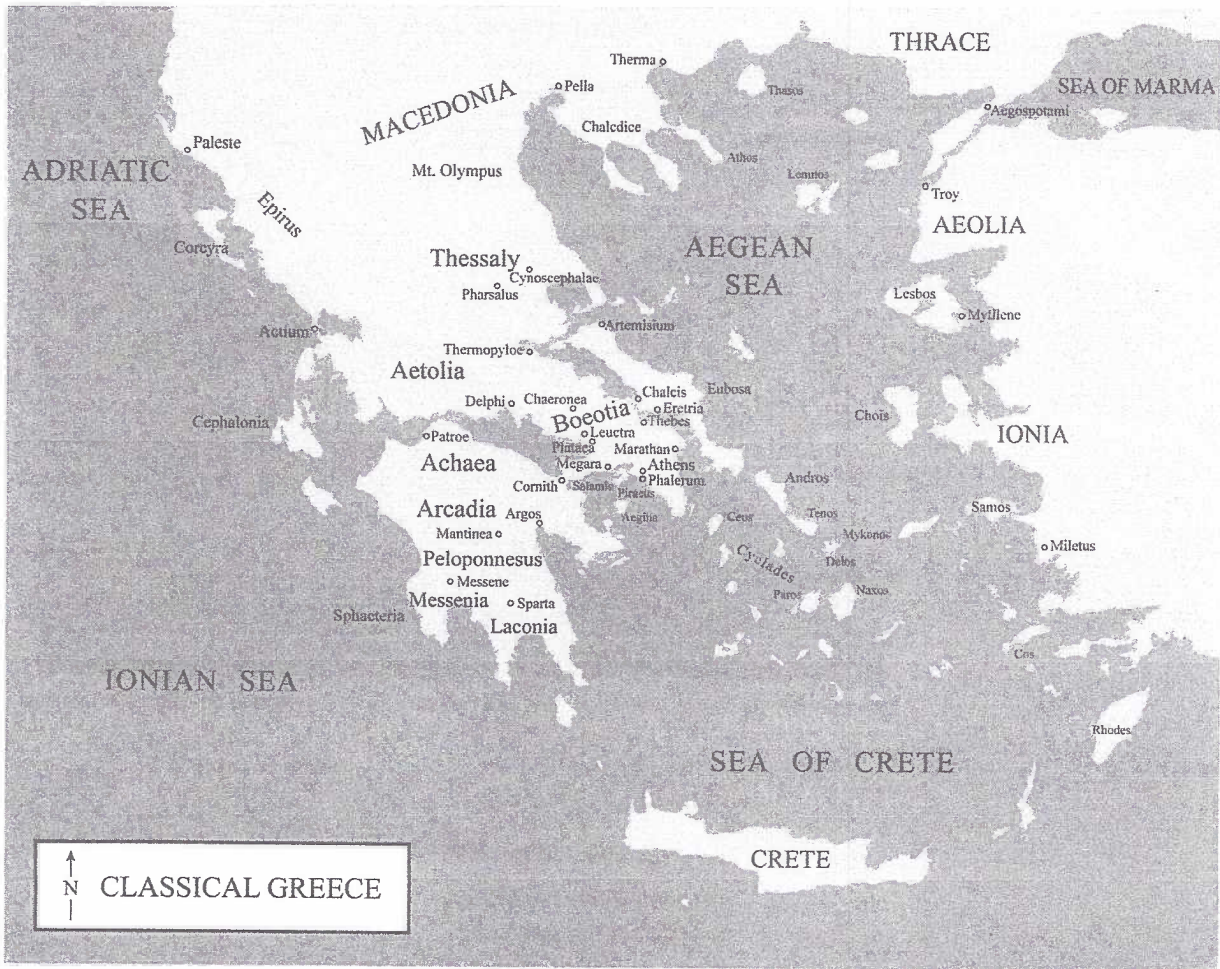 THRACE
Therma
Thasos
SEA OF MARMA
Pella
Aegospotami
MACEDONIA
Chalcdice
Paleste
ADRIATIC
SEA
Mt. Olympus
Athos
Lemnos
Troy
Epirus
AEOLIA
Corcyra
AEGEAN
SEA
Thessaly
Cynoscephalae
Pharsalus
Lesbos
Actium
Artemisium
Thermopyloe
Aetolia
Delphi
Chaeronea
Chalcis
Eubosa
Boeotia
Eretria
Thebes
Chois
Cephalonia
Patroe
Leuctra
Plataea
Marathan
IONIA
Achaea
Megara
Athens
Phalerum
Cornith
Salamis
Piraeus
Andros
Arcadia
Argos
Aegina
Ceos
Tenos
Samos
Mantinea
Mykonos
Peloponnesus
Cyclades
Delos
Miletus
Messene
Paros
Naxos
Messenia
Sparta
Sphacteria
Laconia
Cos
IONIAN SEA
Rhodes
SEA OF CRETE
CRETE
N
CLASSICAL GREECE